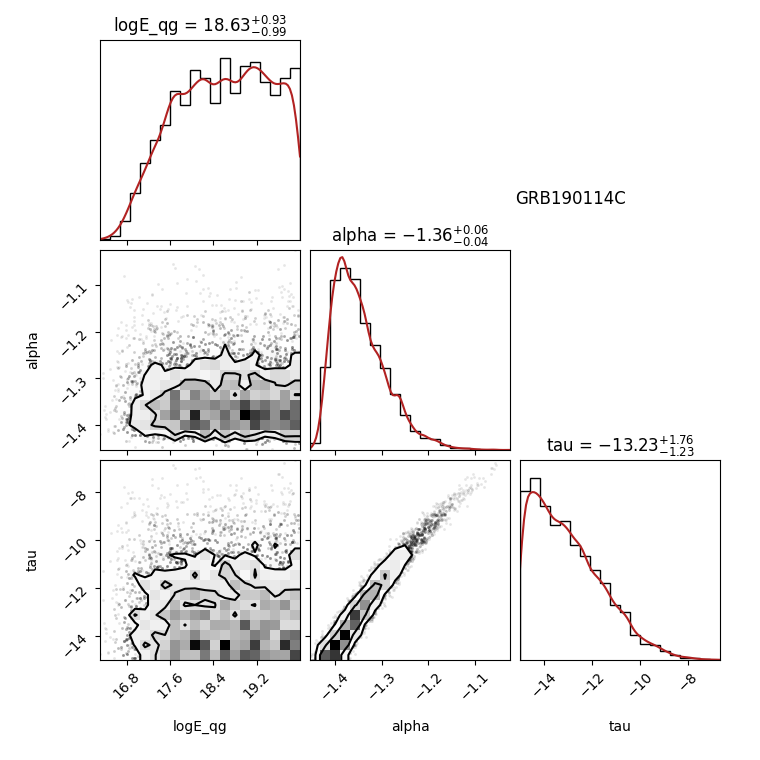 logE_qg = 18.63^{+0.93}_{-0.99}
GRB190114C
alpha = −1.36^{+0.06}_{-0.04}
−1.1
−1.2
−1.3
−1.4
alpha
tau = −13.23^{+1.76}_{-1.23}
−8
−10
−12
−14
tau
16.8 17.6 18.4 19.2
−1.4 −1.3 −1.2 −1.1
−14 −12 −10 −8
logE_qg alpha tau